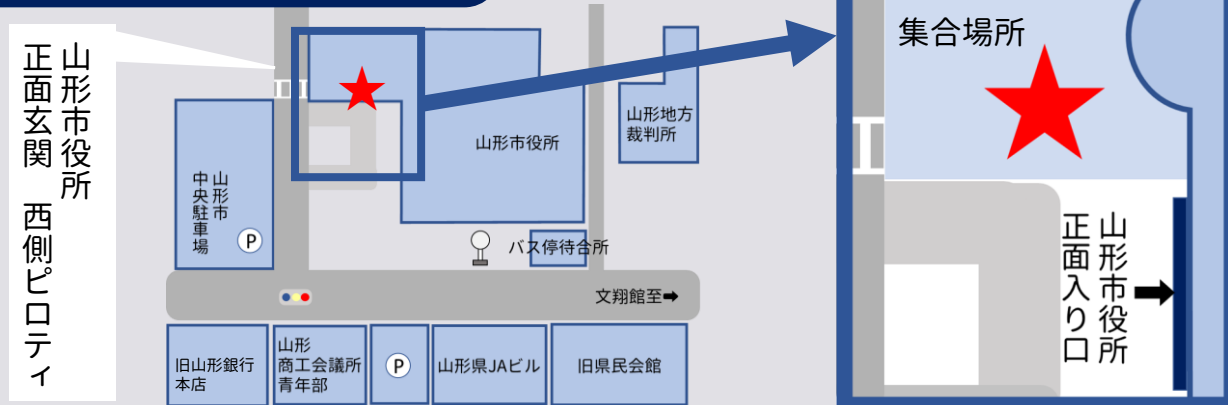 山形市役所
正面玄関 西側ピロティ
山形市
中央駐車場
P
山形市役所
山形地方
裁判所
バス停待合所
文翔館至➡
旧山形銀行
本店
山形
商工会議所
青年部
P
山形県JAビル
旧県民会館
集合場所
山形市役所
正面入り口